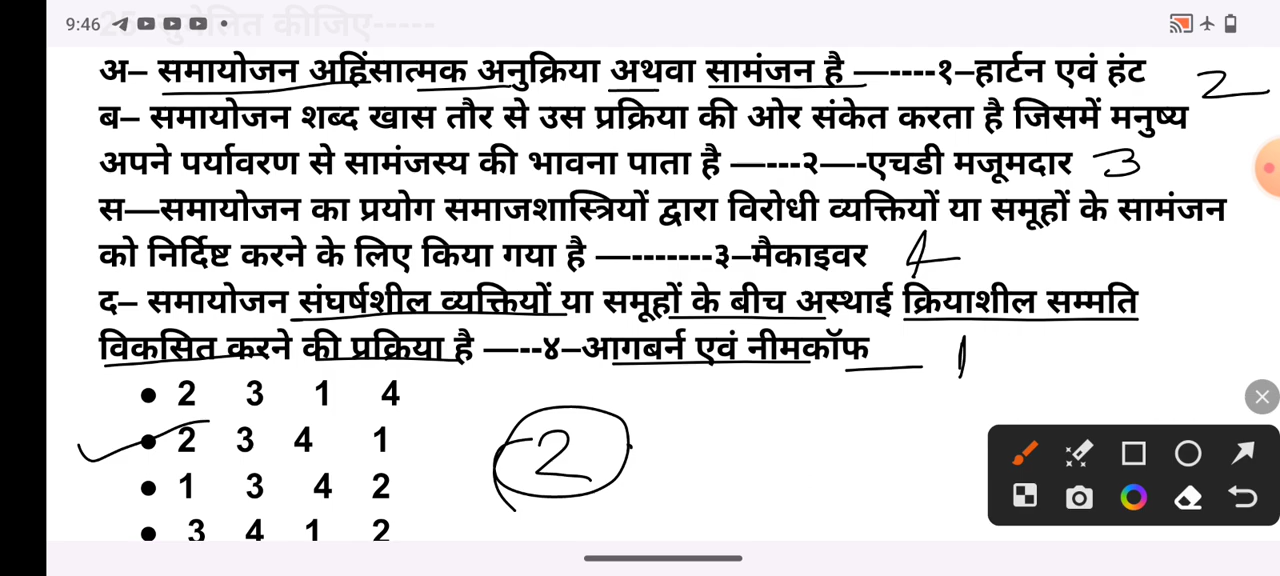 9:46
25-सुमेलित कीजिए-----
अ– समायोजन अहिंसात्मक अनुक्रिया अथवा सामंजन है —----१–हार्टन एवं हंट 2
ब– समायोजन शब्द खास तौर से उस प्रक्रिया की ओर संकेत करता है जिसमें मनुष्य
अपने पर्यावरण से सामंजस्य की भावना पाता है —---२—-एचडी मजूमदार 3
स—समायोजन का प्रयोग समाजशास्त्रियों द्वारा विरोधी व्यक्तियों या समूहों के सामंजन
को निर्दिष्ट करने के लिए किया गया है —-------३–मैकाइवर 4
द– समायोजन संघर्षशील व्यक्तियों या समूहों के बीच अस्थाई क्रियाशील सम्मति
विकसित करने की प्रक्रिया है —--४–आगबर्न एवं नीमकॉफ 1
● 2 3 1 4
● 2 3 4 1
2
● 1 3 4 2
● 3 4 1 2